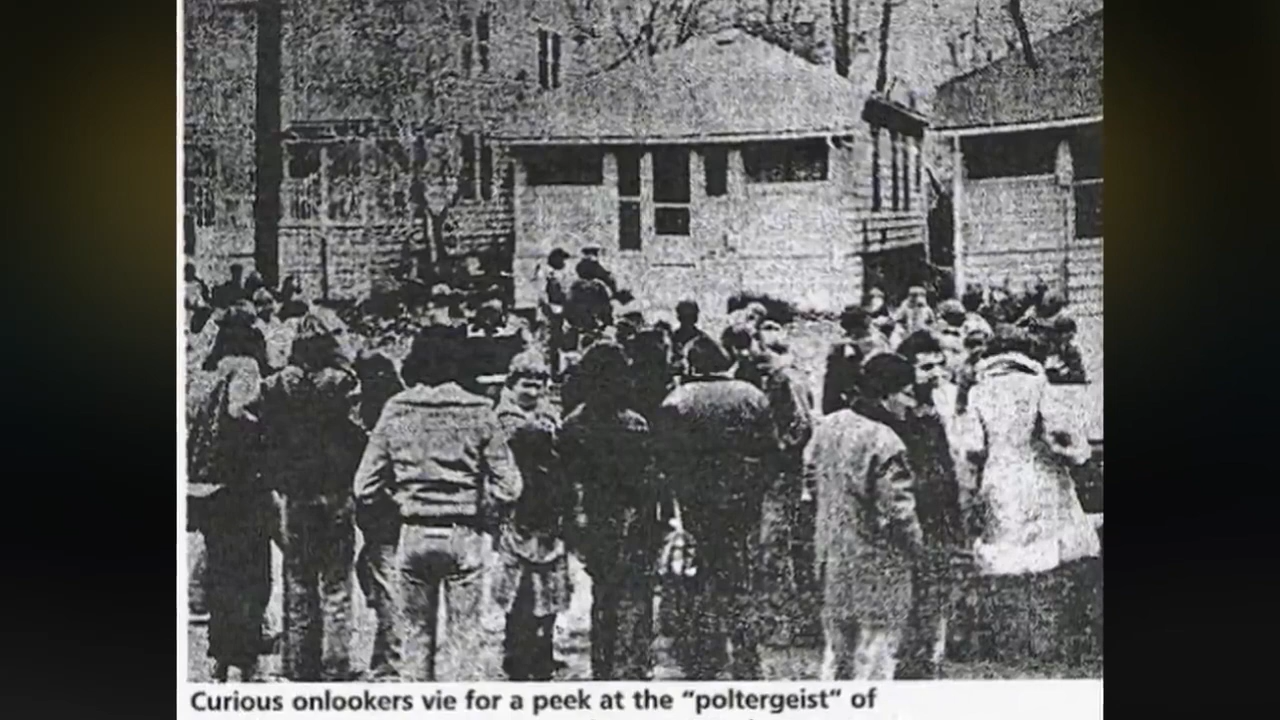 Curious onlookers vie for a peek at the “poltergeist“ of